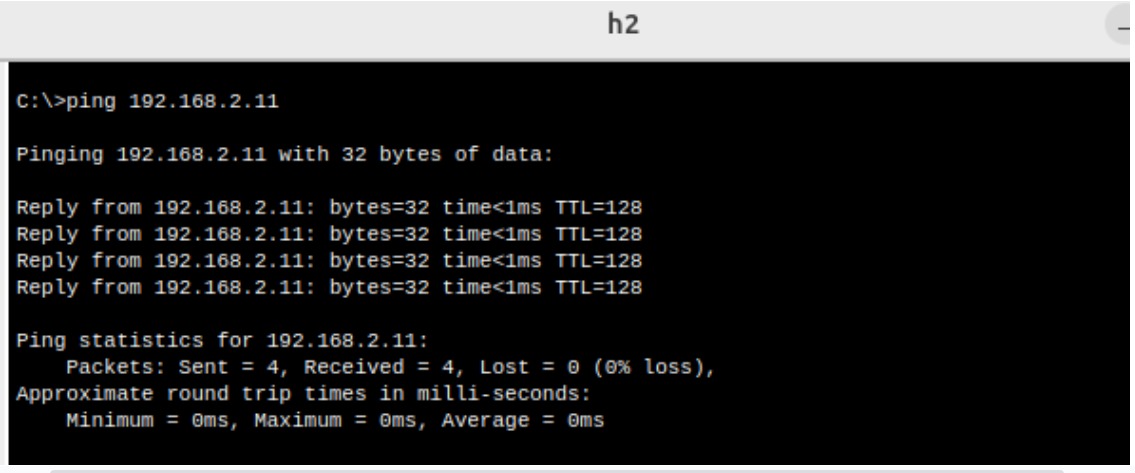 h2
C:\>ping 192.168.2.11
Pinging 192.168.2.11 with 32 bytes of data:
Reply from 192.168.2.11: bytes=32 time<1ms TTL=128
Reply from 192.168.2.11: bytes=32 time<1ms TTL=128
Reply from 192.168.2.11: bytes=32 time<1ms TTL=128
Reply from 192.168.2.11: bytes=32 time<1ms TTL=128
Ping statistics for 192.168.2.11:
    Packets: Sent = 4, Received = 4, Lost = 0 (0% loss),
Approximate round trip times in milli-seconds:
    Minimum = 0ms, Maximum = 0ms, Average = 0ms